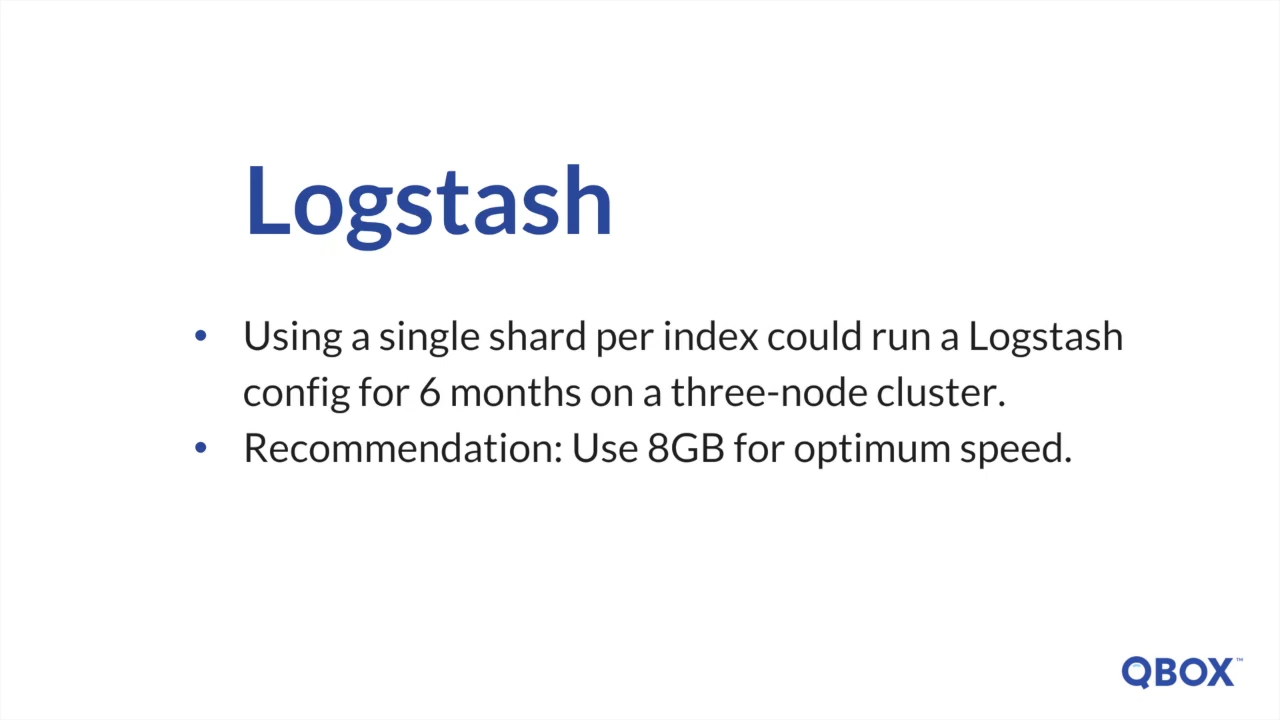 Logstash
• Using a single shard per index could run a Logstash
config for 6 months on a three-node cluster.
• Recommendation: Use 8GB for optimum speed.
QBOX™